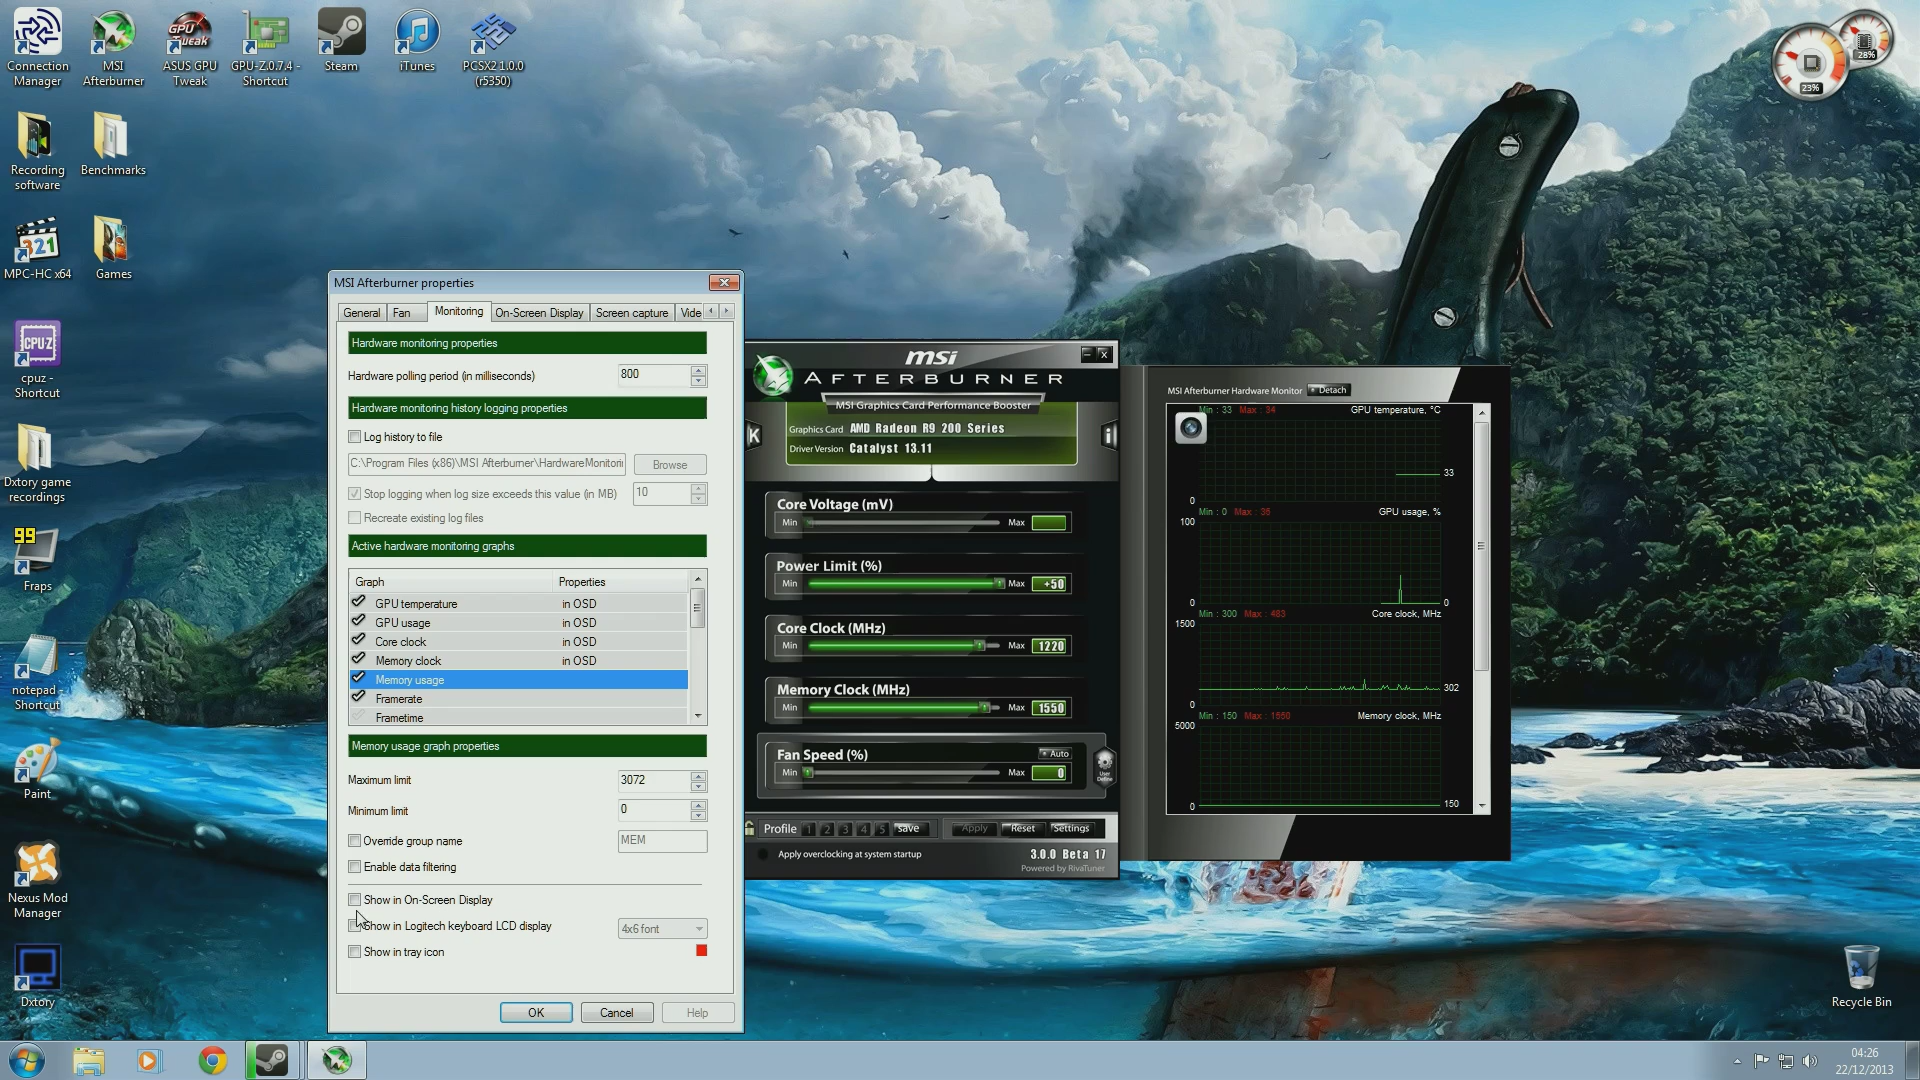 Connection Manager
MSI Afterburner
ASUS GPU Tweak
GPU-Z.0.7.4 - Shortcut
Steam
iTunes
PCSX2 1.0.0 (r5350)
28%
23%
Recording software
Benchmarks
MPC-HC x64
Games
cpuz - Shortcut
Dxtory game recordings
99
Fraps
notepad - Shortcut
Paint
Nexus Mod Manager
Dxtory
Recycle Bin
MSI Afterburner properties
General
Fan
Monitoring
On-Screen Display
Screen capture
Vide
Hardware monitoring properties
Hardware polling period (in milliseconds)
800
Hardware monitoring history logging properties
Log history to file
C:\Program Files (x86)\MSI Afterburner\HardwareMonitori
Browse
Stop logging when log size exceeds this value (in MB)
10
Recreate existing log files
Active hardware monitoring graphs
Graph
Properties
GPU temperature
in OSD
GPU usage
in OSD
Core clock
in OSD
Memory clock
in OSD
Memory usage
Framerate
Frametime
Memory usage graph properties
Maximum limit
3072
Minimum limit
0
Override group name
MEM
Enable data filtering
Show in On-Screen Display
Show in Logitech keyboard LCD display
4x6 font
Show in tray icon
OK
Cancel
Help
msi
AFTERBURNER
MSI Graphics Card Performance Booster
K
i
Graphics Card AMD Radeon R9 200 Series
Driver Version Catalyst 13.11
Core Voltage (mV)
Min
Max
Power Limit (%)
Min
Max
+50
Core Clock (MHz)
Min
Max
1220
Memory Clock (MHz)
Min
Max
1550
Fan Speed (%)
Auto
Min
Max
0
User Define
Profile 1 2 3 4 5 save
Apply
Reset
Settings
Apply overclocking at system startup
3.0.0 Beta 17
Powered by RivaTuner
MSI Afterburner Hardware Monitor
Detach
Min : 33 Max : 34
GPU temperature, °C
33
0
Min : 0 Max : 36
GPU usage, %
100
0
0
Min : 300 Max : 483
Core clock, MHz
1500
302
0
Min : 150 Max : 1550
Memory clock, MHz
5000
150
0
04:26
22/12/2013